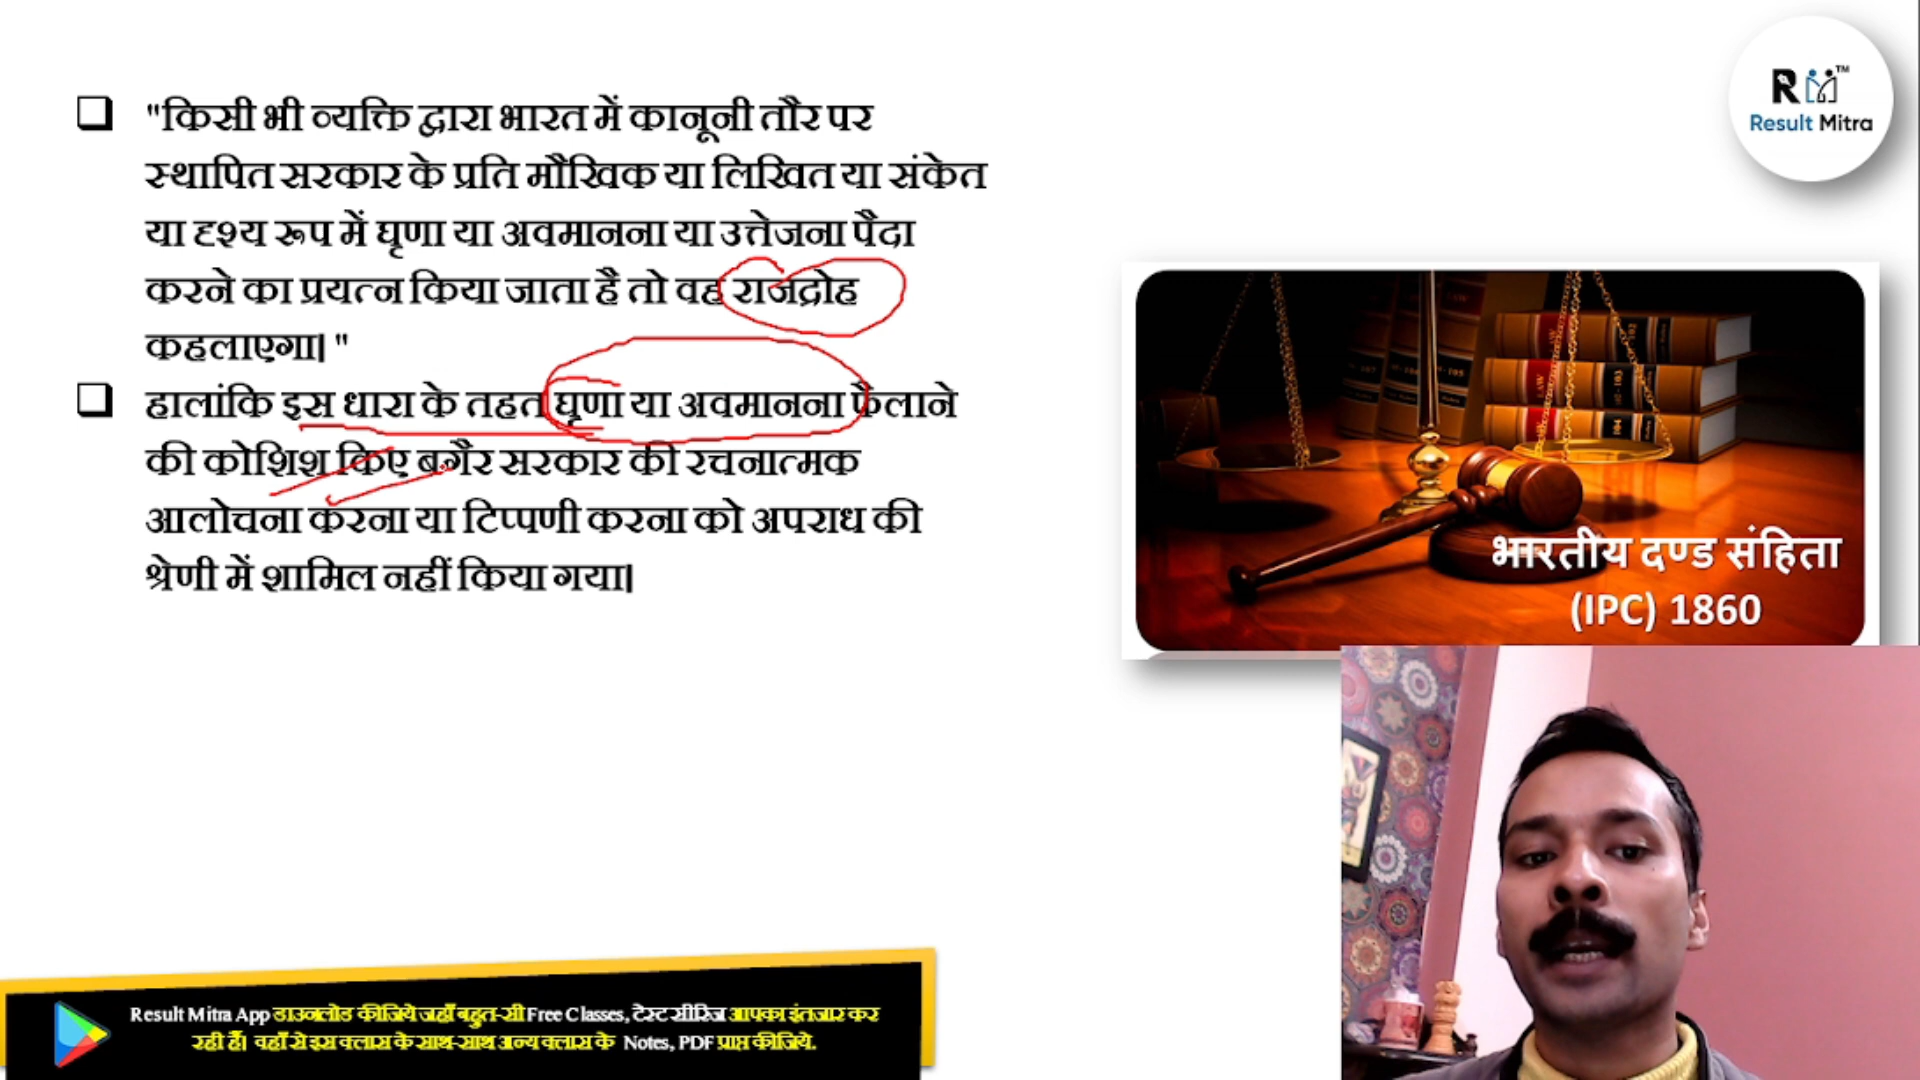 "किसी भी व्यक्ति द्वारा भारत में कानूनी तौर पर
स्थापित सरकार के प्रति मौखिक या लिखित या संकेत
या दृश्य रूप में घृणा या अवमानना या उत्तेजना पैदा
करने का प्रयत्न किया जाता है तो वह राजद्रोह
कहलाएगा। "
हालांकि इस धारा के तहत घृणा या अवमानना फैलाने
की कोशिश किए बगैर सरकार की रचनात्मक
आलोचना करना या टिप्पणी करना को अपराध की
श्रेणी में शामिल नहीं किया गया।
R TM
Result Mitra
भारतीय दण्ड संहिता
(IPC) 1860
Result Mitra App डाउनलोड कीजिये जहाँ बहुत-सी Free Classes, टेस्ट सीरिज आपका इंतजार कर
रही हैं। वहाँ से इस क्लास के साथ-साथ अन्य क्लास के Notes, PDF प्राप्त कीजिये.